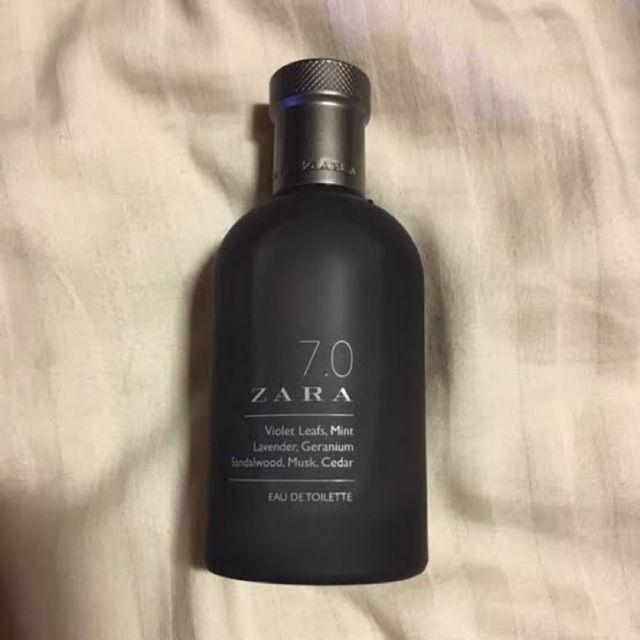 7.0
ZARA
Violet Leafs, Mint
Lavender, Geranium
Sandalwood, Musk, Cedar
EAU DE TOILETTE